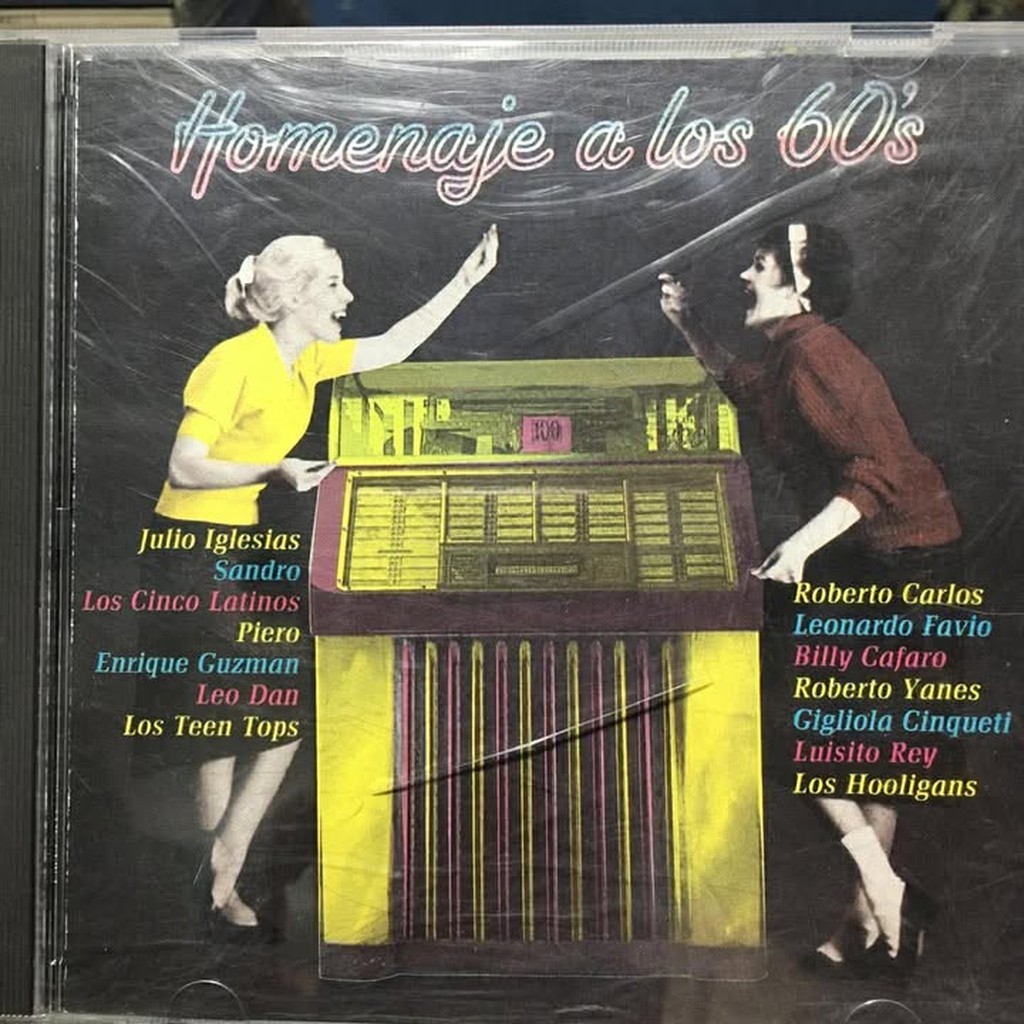 Homenaje a los 60's
100
Julio Iglesias
Sandro
Los Cinco Latinos
Piero
Enrique Guzman
Leo Dan
Los Teen Tops
Roberto Carlos
Leonardo Favio
Billy Cafaro
Roberto Yanes
Gigliola Cinqueti
Luisito Rey
Los Hooligans